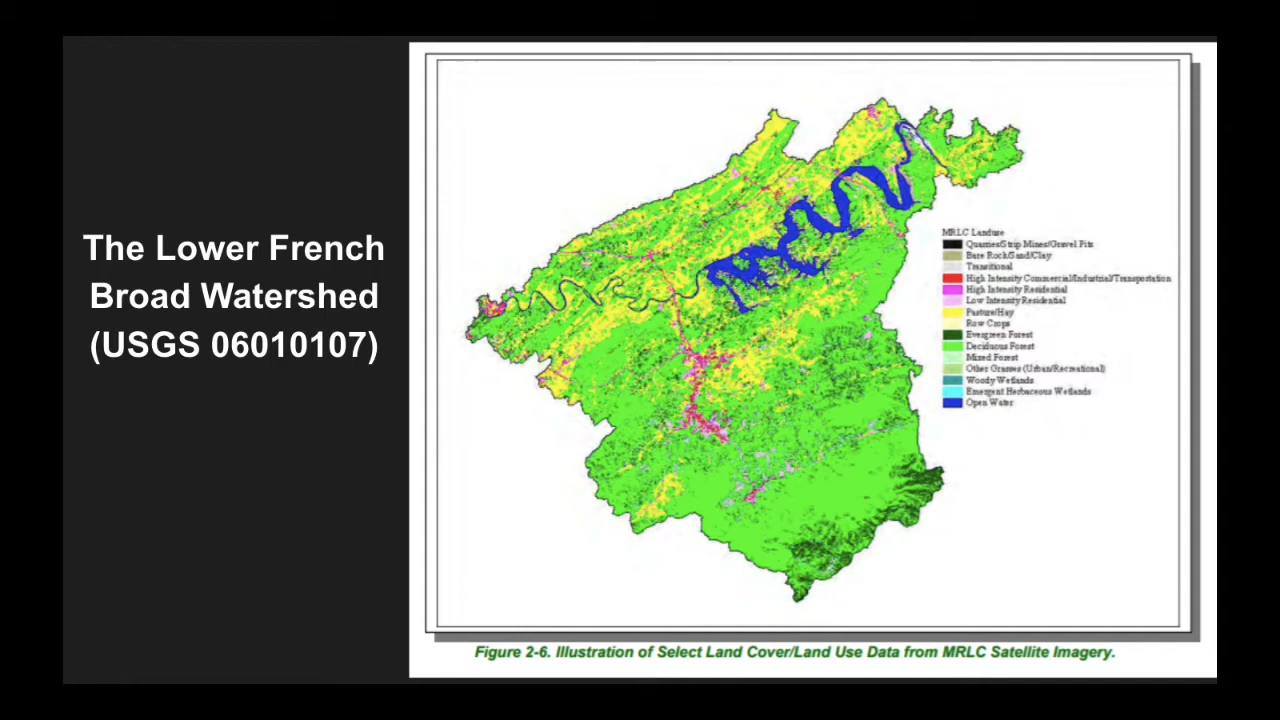 The Lower French
Broad Watershed
(USGS 06010107)
MRLC Landuse
Quarries/Strip Mines/Gravel Pits
Bare Rock/Sand/Clay
Transitional
High Intensity Commercial/Industrial/Transportation
High Intensity Residential
Low Intensity Residential
Pasture/Hay
Row Crops
Evergreen Forest
Deciduous Forest
Mixed Forest
Other Grasses (Urban/Recreational)
Woody Wetlands
Emergent Herbaceous Wetlands
Open Water
Figure 2-6. Illustration of Select Land Cover/Land Use Data from MRLC Satellite Imagery.